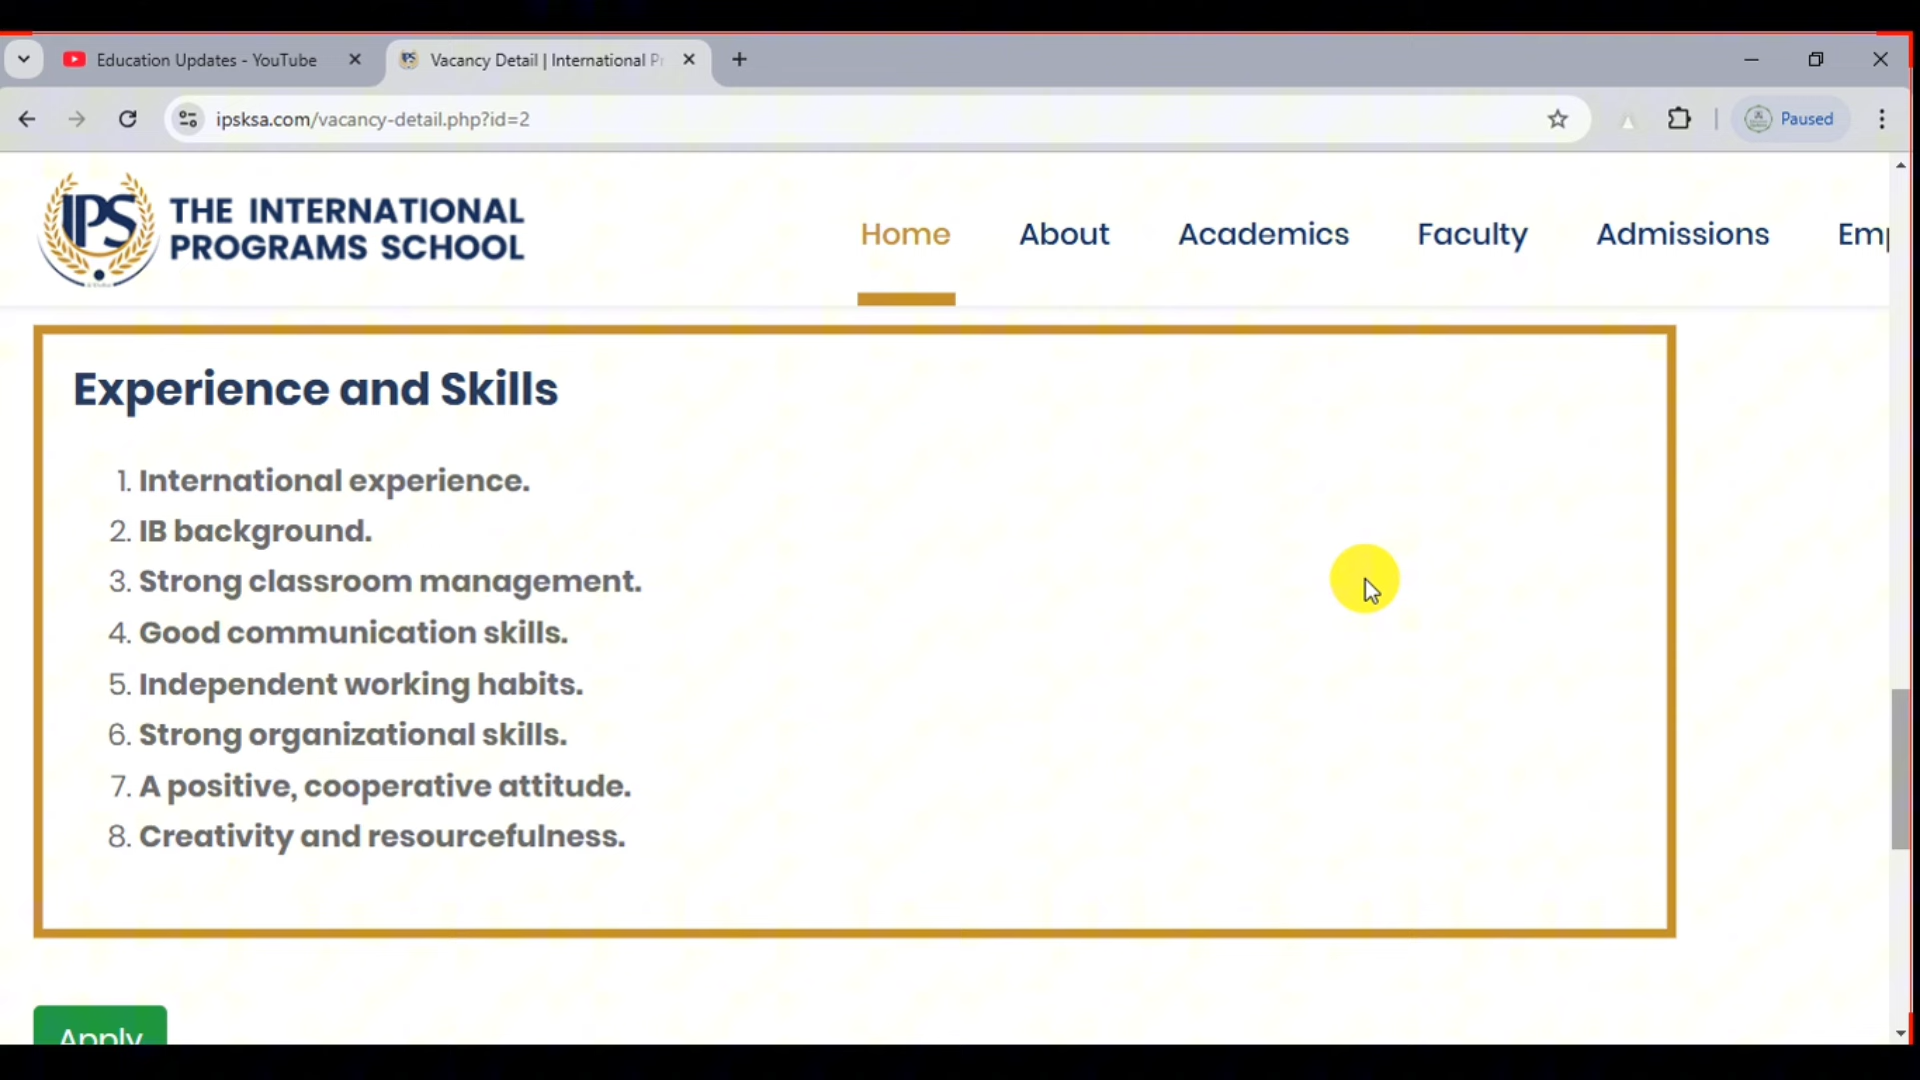 Education Updates - YouTube
Vacancy Detail | International Pr
ipsksa.com/vacancy-detail.php?id=2
Paused
IPS
THE INTERNATIONAL
PROGRAMS SCHOOL
Home
About
Academics
Faculty
Admissions
Emp
Experience and Skills
1. International experience.
2. IB background.
3. Strong classroom management.
4. Good communication skills.
5. Independent working habits.
6. Strong organizational skills.
7. A positive, cooperative attitude.
8. Creativity and resourcefulness.
Apply